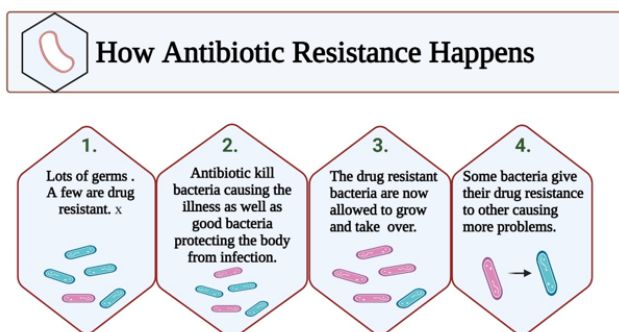 How Antibiotic Resistance Happens
1.
Lots of germs .
A few are drug
resistant. x
2.
Antibiotic kill
bacteria causing the
illness as well as
good bacteria
protecting the body
from infection.
3.
The drug resistant
bacteria are now
allowed to grow
and take over.
4.
Some bacteria give
their drug resistance
to other causing
more problems.